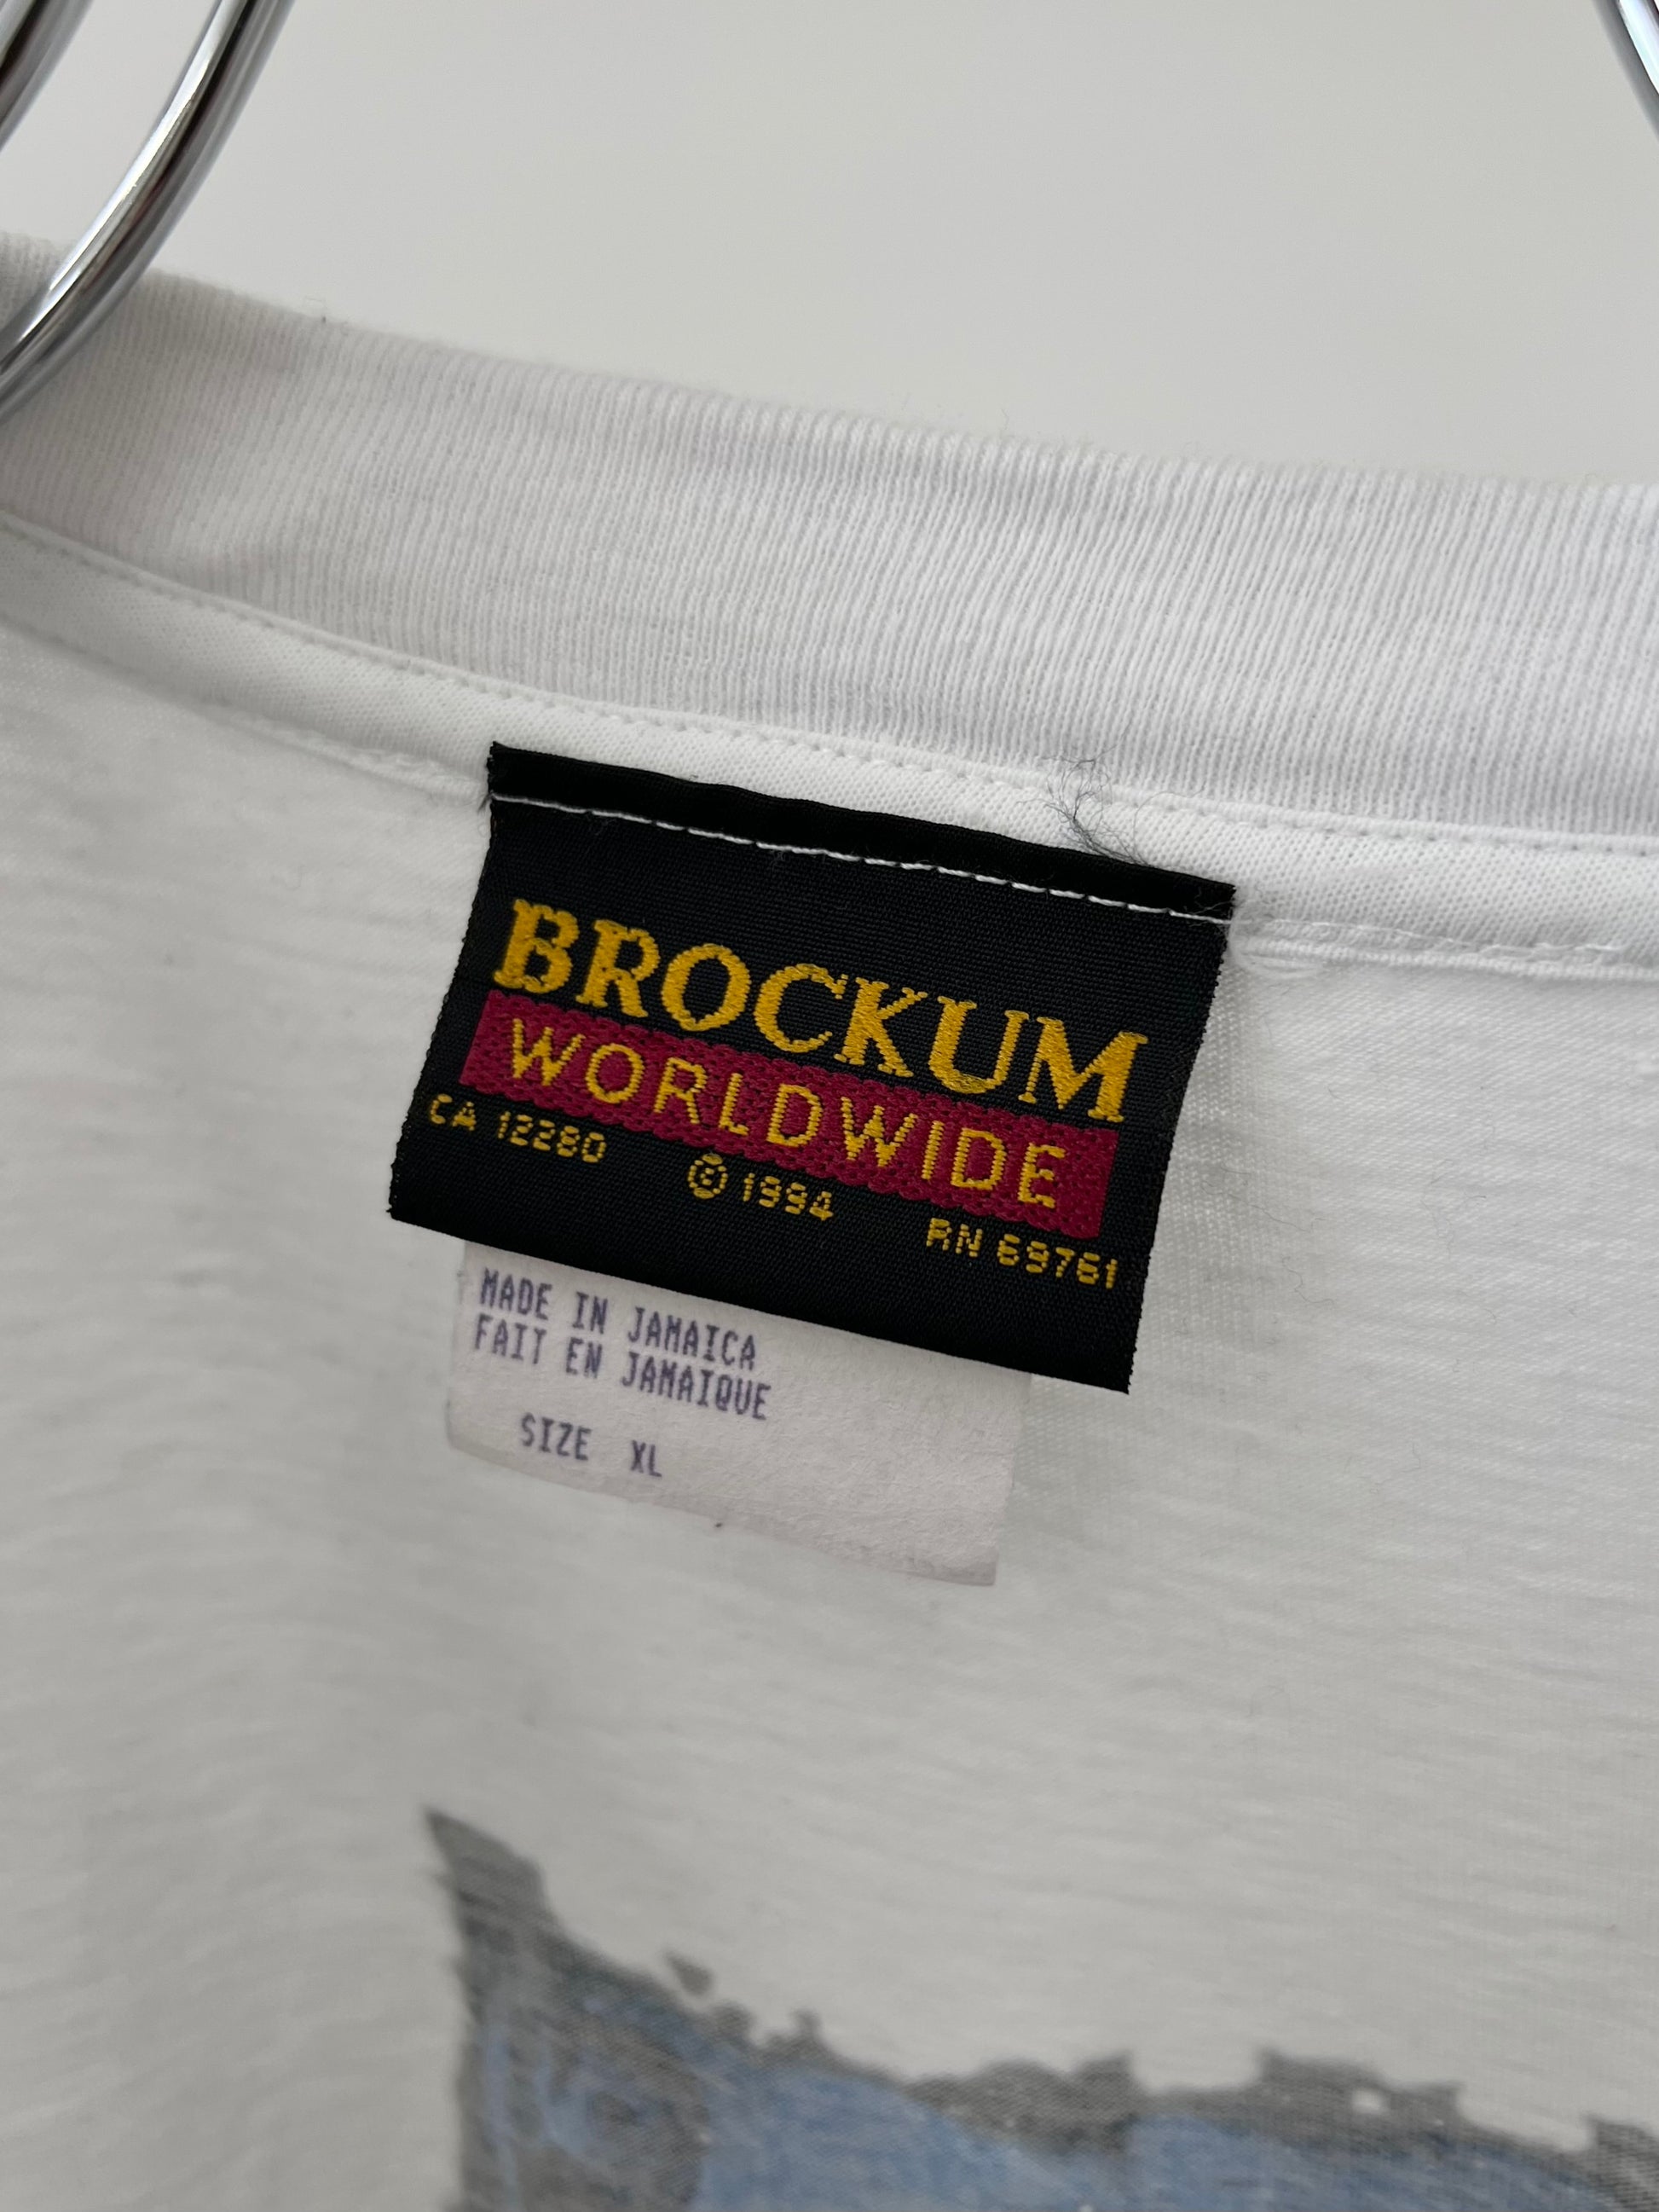 BROCKUM
WORLDWIDE
CA 12280 © 1994 RN 69761
MADE IN JAMAICA
FAIT EN JAMAIQUE
SIZE XL